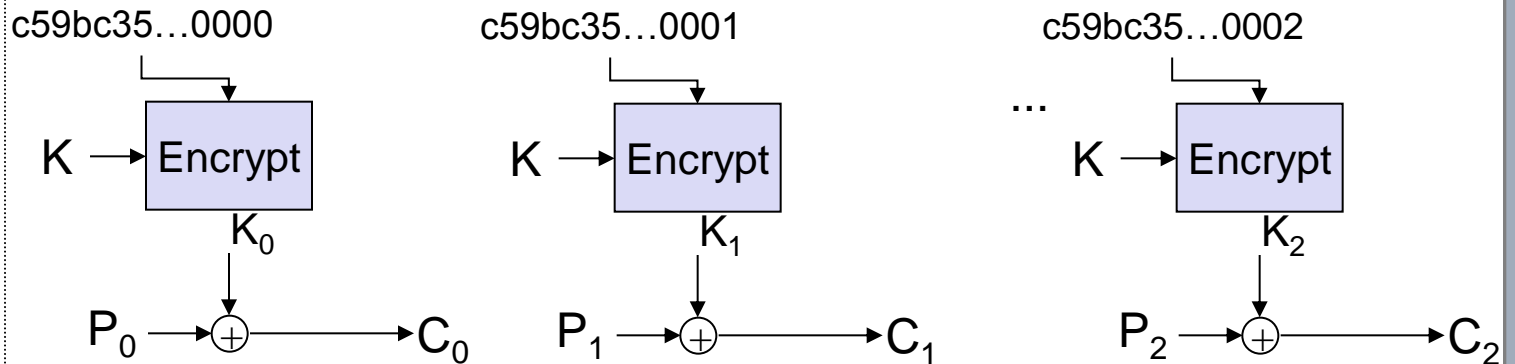 c59bc35…0000 c59bc35…0001 c59bc35…0002
...
K Encrypt K Encrypt K Encrypt
K₀ K₁ K₂
P₀ + C₀ P₁ + C₁ P₂ + C₂